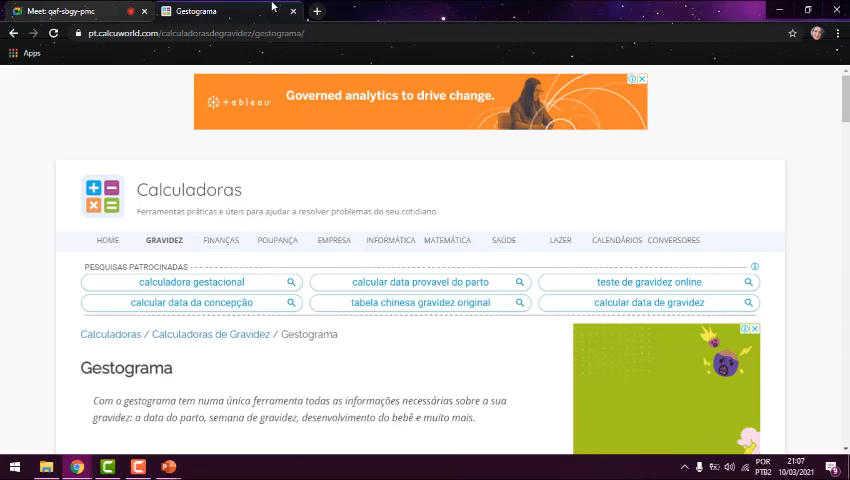 Meet: qaf-sbgy-pmc
Gestograma
pt.calcuworld.com/calculadorasdegravidez/gestograma/
Apps
+ableau
Governed analytics to drive change.
Calculadoras
Ferramentas práticas e úteis para ajudar a resolver problemas do seu cotidiano
HOME GRAVIDEZ FINANÇAS POUPANÇA EMPRESA INFORMÁTICA MATEMÁTICA SAÚDE LAZER CALENDÁRIOS CONVERSORES
PESQUISAS PATROCINADAS
calculadora gestacional
calcular data provavel do parto
teste de gravidez online
calcular data da concepção
tabela chinesa gravidez original
calcular data de gravidez
Calculadoras / Calculadoras de Gravidez / Gestograma
Gestograma
Com o gestograma tem numa única ferramenta todas as informações necessárias sobre a sua
gravidez: a data do parto, semana de gravidez, desenvolvimento do bebê e muito mais.
POR
PTB2
21:07
10/03/2021
9